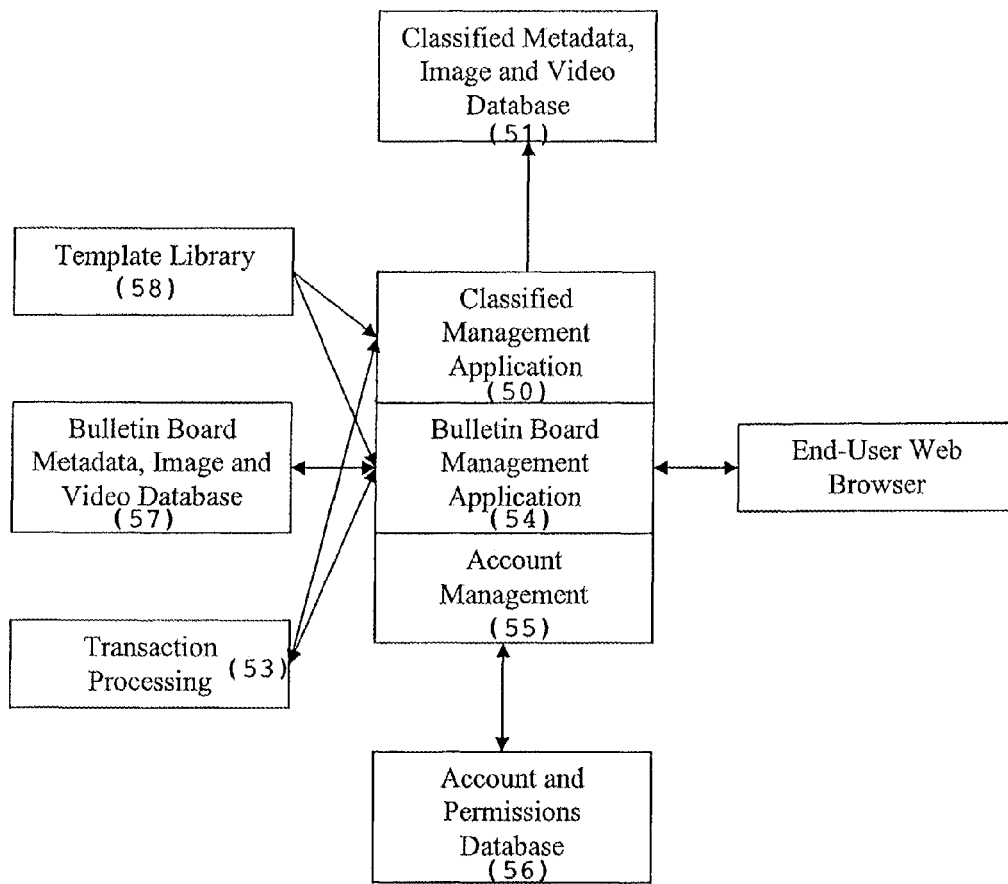 Classified Metadata,
Image and Video
Database
(51)
Template Library
(58)
Classified
Management
Application
(50)
Bulletin Board
Metadata, Image and
Video Database
(57)
Bulletin Board
Management
Application
(54)
End-User Web
Browser
Account
Management
(55)
Transaction
Processing (53)
Account and
Permissions
Database
(56)